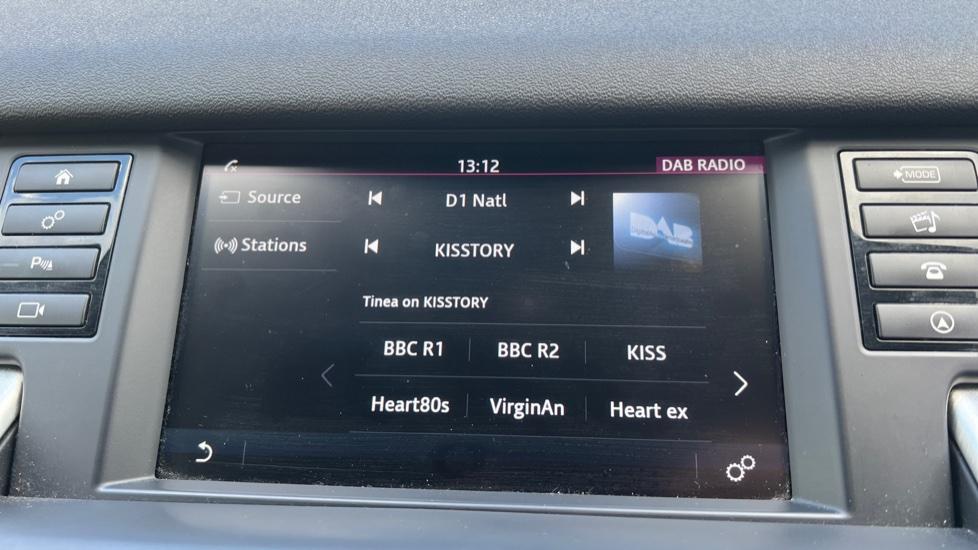 13:12 DAB RADIO
Source D1 Natl
Stations KISSTORY
DAB
Tinea on KISSTORY
BBC R1 BBC R2 KISS
Heart80s VirginAn Heart ex
MODE
P